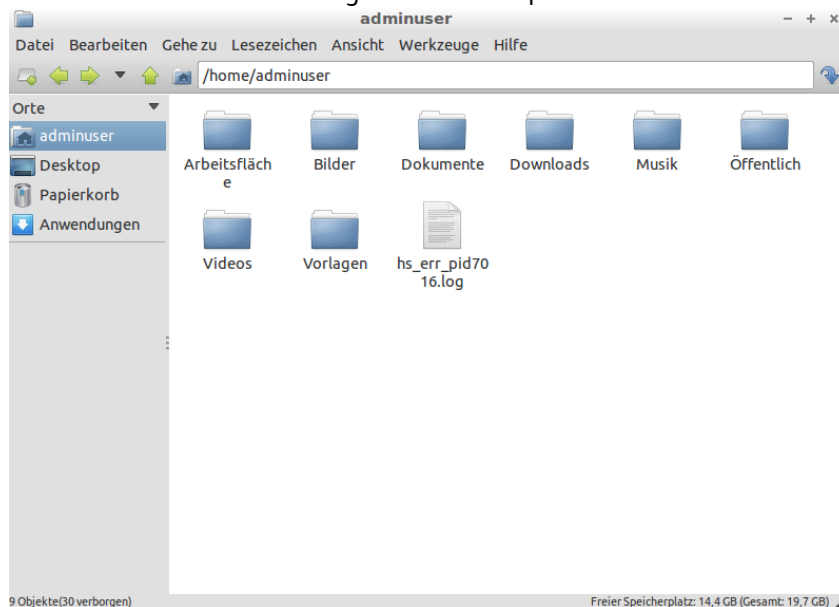 adminuser
Datei Bearbeiten Gehe zu Lesezeichen Ansicht Werkzeuge Hilfe
/home/adminuser
Orte
adminuser
Desktop
Papierkorb
Anwendungen
Arbeitsfläch
e
Bilder
Dokumente
Downloads
Musik
Öffentlich
Videos
Vorlagen
hs_err_pid70
16.log
9 Objekte(30 verborgen)
Freier Speicherplatz: 14,4 GB (Gesamt: 19,7 GB)